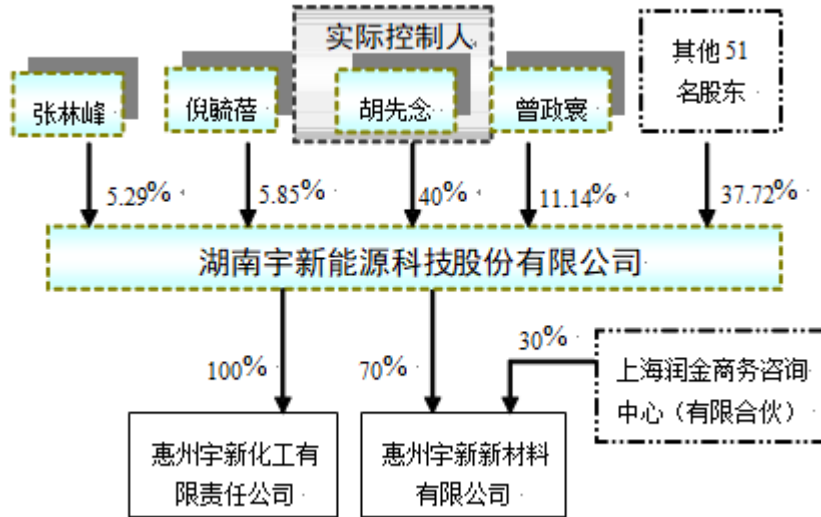 实际控制人
张林峰
倪毓蓓
胡先念
曾政寰
其他 51
名股东
5.29%
5.85%
40%
11.14%
37.72%
湖南宇新能源科技股份有限公司
100%
70%
30%
上海润金商务咨询
中心（有限合伙）
惠州宇新化工有
限责任公司
惠州宇新新材料
有限公司